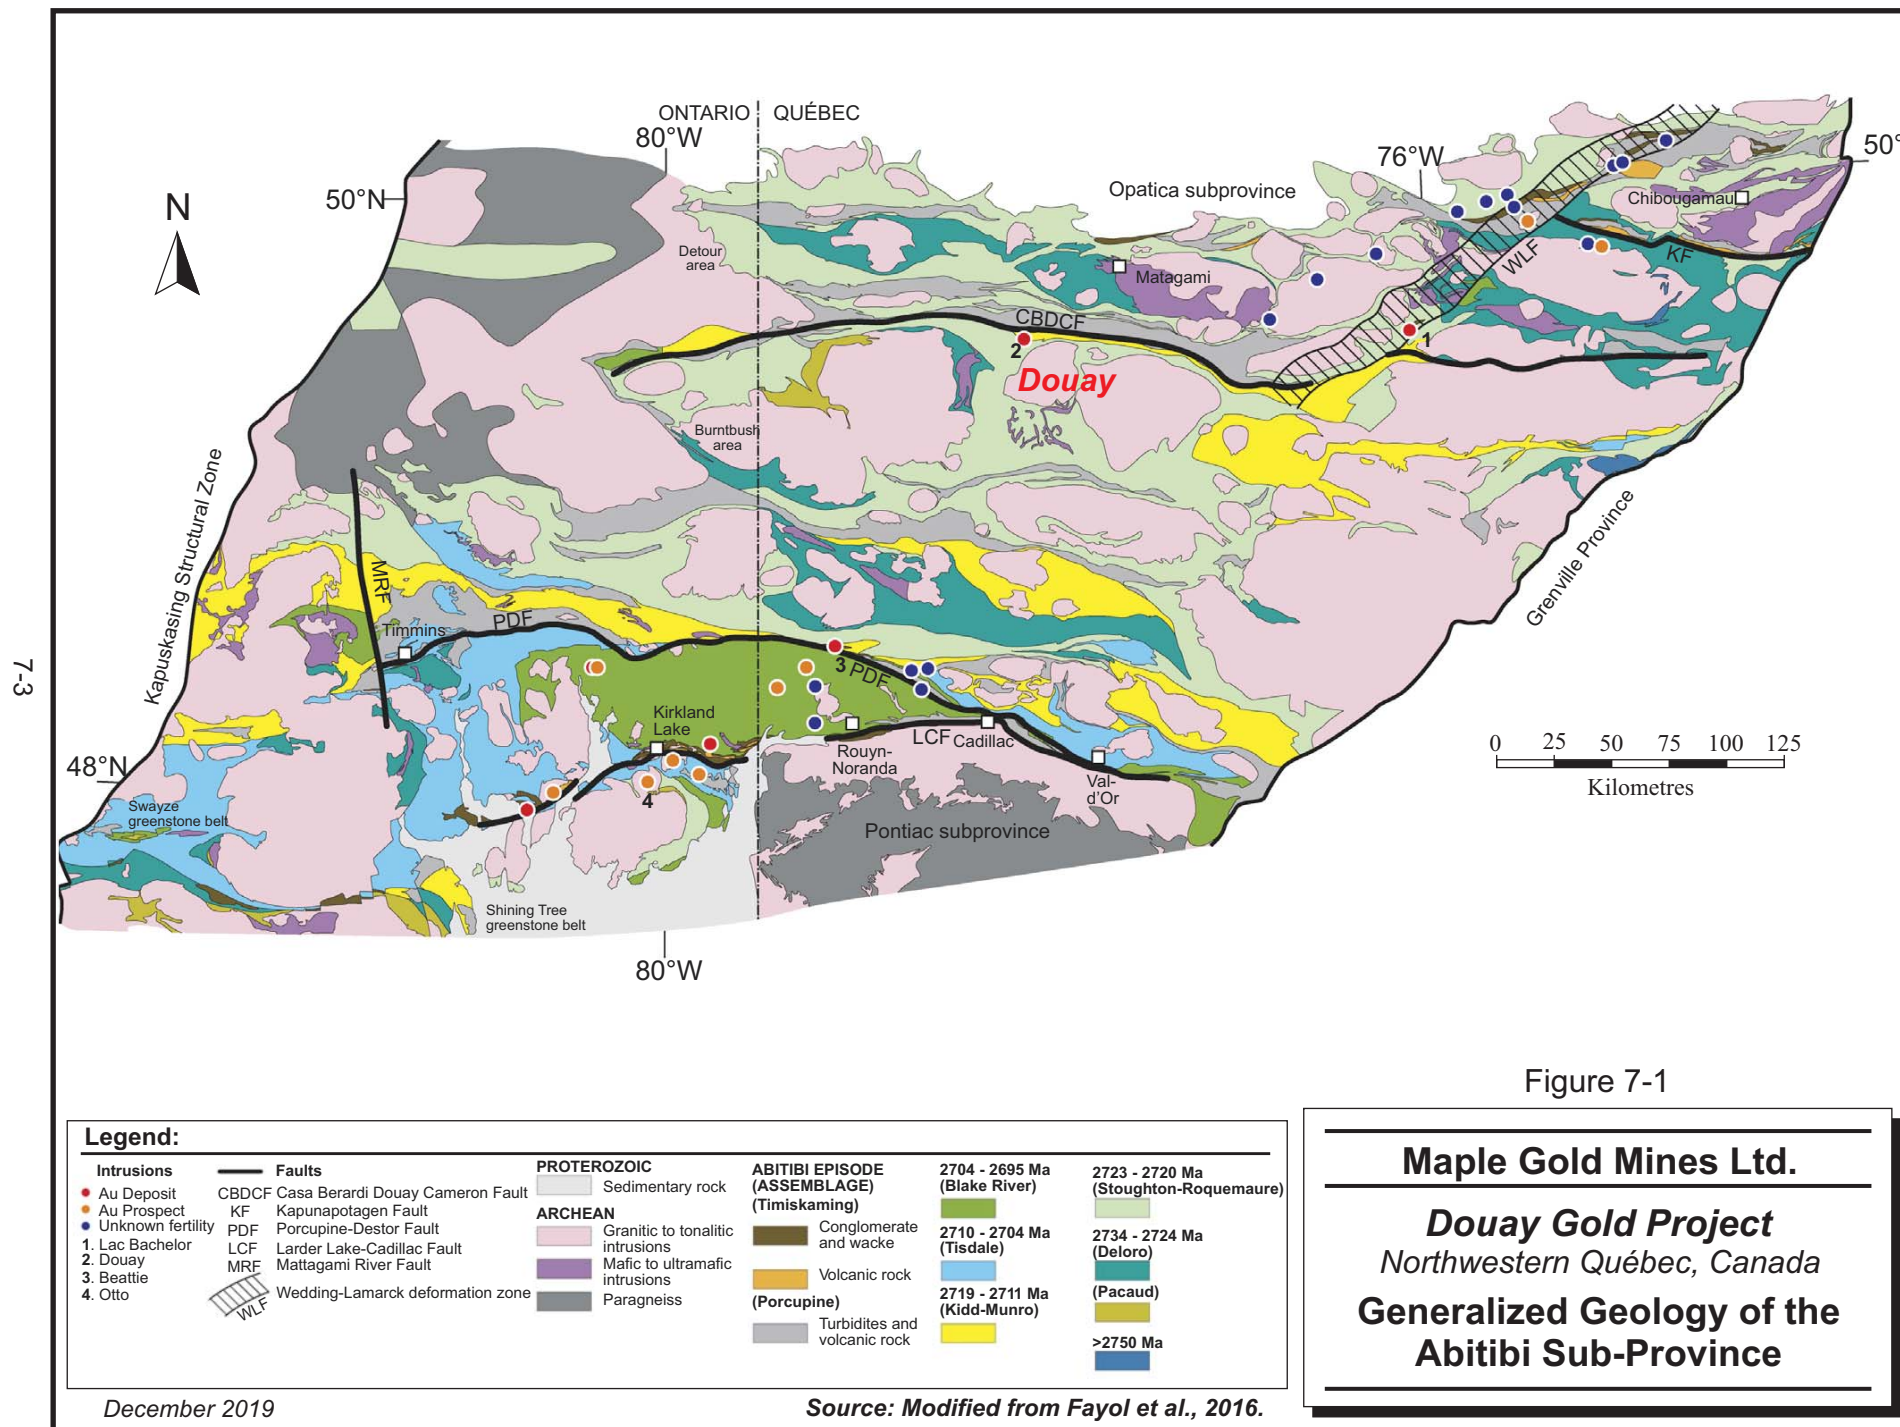 ONTARIO
QUÉBEC
80°W
76°W
50°
50°N
N
Opatica subprovince
Chibougamau
Detour
area
Matagami
WLF
KF
CBDCF
1
2
Douay
Burntbush
area
Kapuskasing Structural Zone
Grenville Province
MRF
Timmins
PDF
3
PDF
Kirkland
Lake
LCF
Cadillac
Rouyn-
Noranda
Val-
d'Or
48°N
4
Swayze
greenstone belt
Pontiac subprovince
Shining Tree
greenstone belt
80°W
0 25 50 75 100 125
Kilometres
7-3
Figure 7-1
Legend:
Intrusions
Au Deposit
Au Prospect
Unknown fertility
1. Lac Bachelor
2. Douay
3. Beattie
4. Otto
Faults
CBDCF Casa Berardi Douay Cameron Fault
KF Kapunapotagen Fault
PDF Porcupine-Destor Fault
LCF Larder Lake-Cadillac Fault
MRF Mattagami River Fault
WLF Wedding-Lamarck deformation zone
PROTEROZOIC
Sedimentary rock
ARCHEAN
Granitic to tonalitic
intrusions
Mafic to ultramafic
intrusions
Paragneiss
ABITIBI EPISODE
(ASSEMBLAGE)
(Timiskaming)
Conglomerate
and wacke
Volcanic rock
(Porcupine)
Turbidites and
volcanic rock
2704 - 2695 Ma
(Blake River)
2710 - 2704 Ma
(Tisdale)
2719 - 2711 Ma
(Kidd-Munro)
2723 - 2720 Ma
(Stoughton-Roquemaure)
2734 - 2724 Ma
(Deloro)
(Pacaud)
>2750 Ma
Maple Gold Mines Ltd.
Douay Gold Project
Northwestern Québec, Canada
Generalized Geology of the
Abitibi Sub-Province
December 2019
Source: Modified from Fayol et al., 2016.